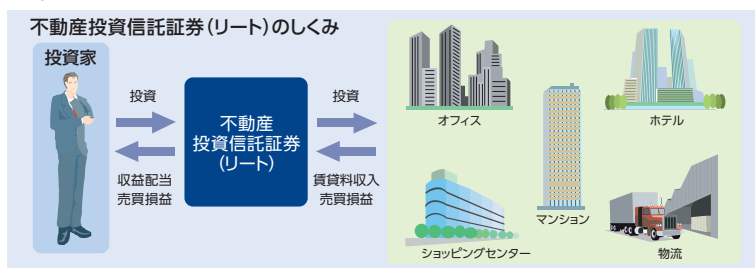 不動産投資信託証券(リート)のしくみ
投資家
投資
収益配当
売買損益
不動産
投資信託証券
(リート)
投資
賃貸料収入
売買損益
オフィス
ホテル
マンション
ショッピングセンター
物流